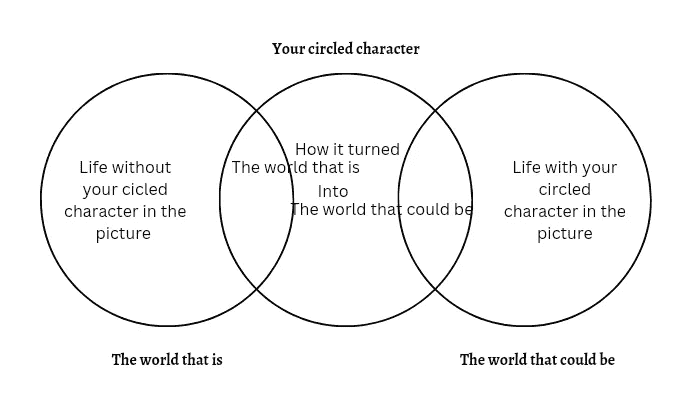 Your circled character
Life without
your cicled
character in the
picture
How it turned
The world that is
Into
The world that could be
Life with your
circled
character in the
picture
The world that is
The world that could be